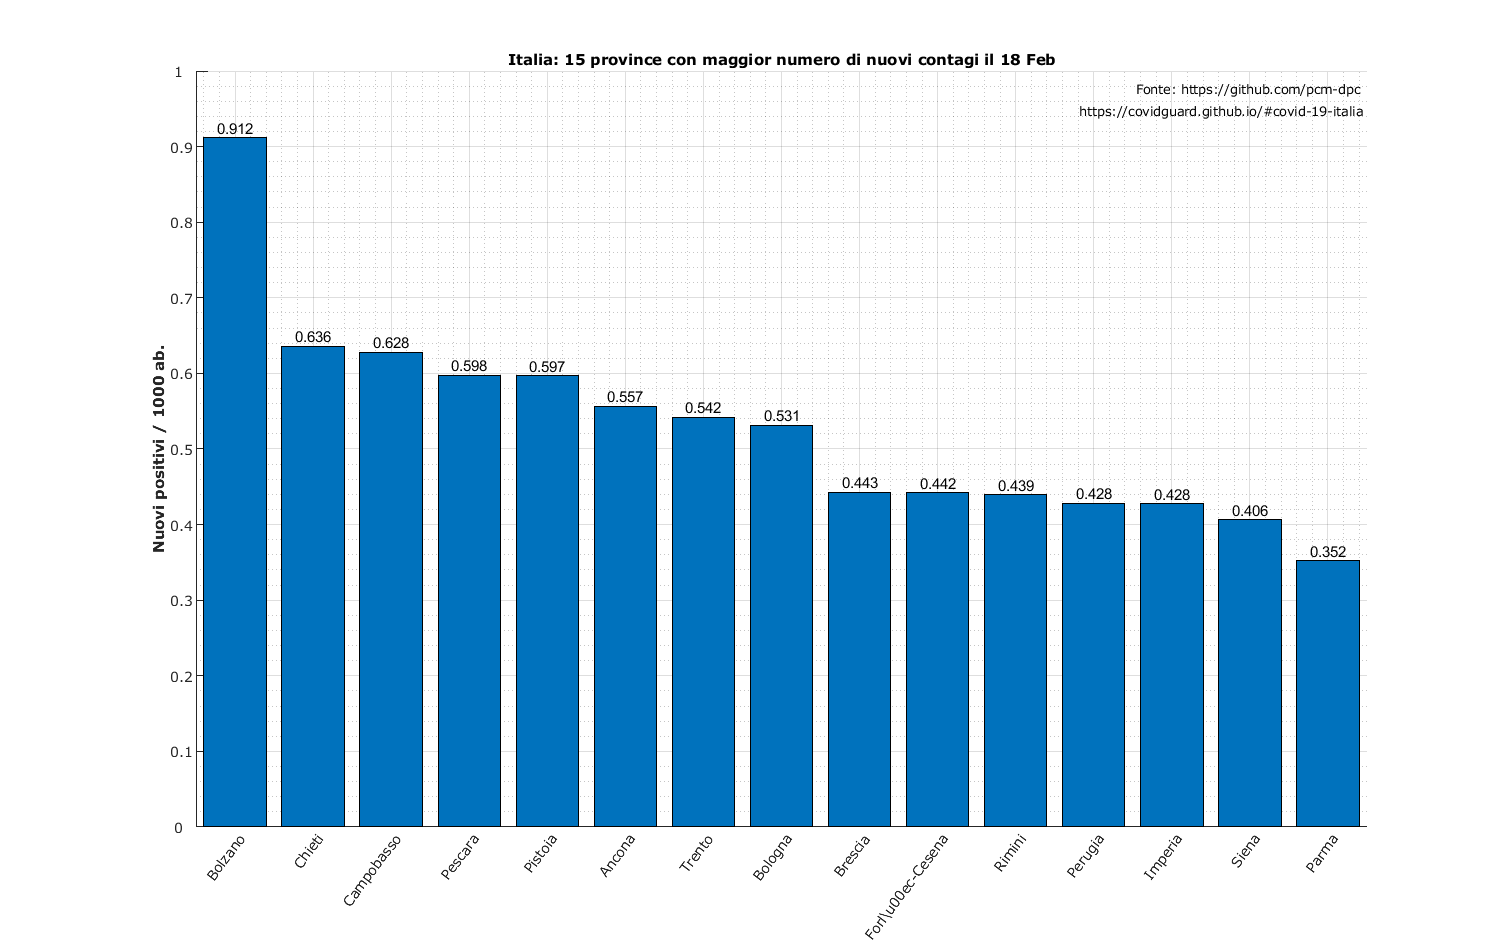 Italia: 15 province con maggior numero di nuovi contagi il 18 Feb
Fonte: https://github.com/pcm-dpc
https://covidguard.github.io/#covid-19-italia
Nuovi positivi / 1000 ab.
1
0.9
0.8
0.7
0.6
0.5
0.4
0.3
0.2
0.1
0
0.912
0.636
0.628
0.598
0.597
0.557
0.542
0.531
0.443
0.442
0.439
0.428
0.428
0.406
0.352
Bolzano
Chieti
Campobasso
Pescara
Pistoia
Ancona
Trento
Bologna
Brescia
Forl\u00ec-Cesena
Rimini
Perugia
Imperia
Siena
Parma